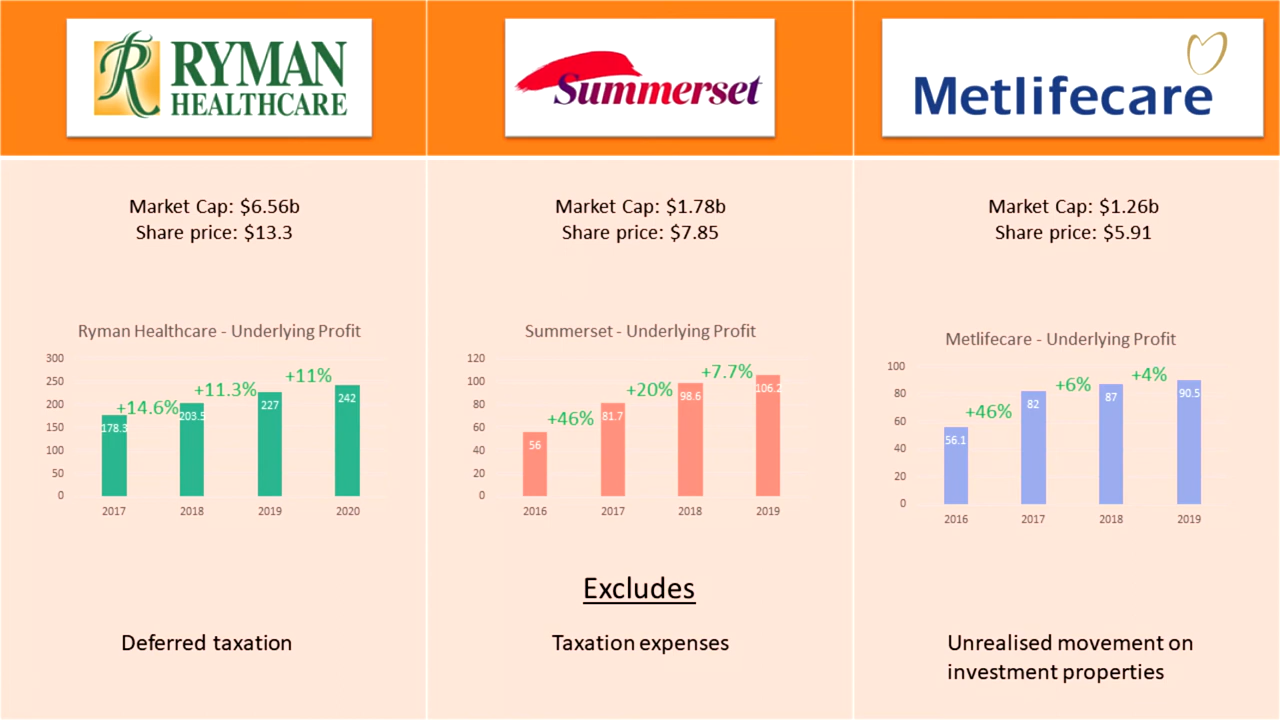 RYMAN
HEALTHCARE
Summerset
Metlifecare
Market Cap: $6.56b
Share price: $13.3
Market Cap: $1.78b
Share price: $7.85
Market Cap: $1.26b
Share price: $5.91
Ryman Healthcare - Underlying Profit
300
250
200
150
100
50
0
+14.6%
+11.3%
+11%
178.3
203.5
227
242
2017
2018
2019
2020
Summerset - Underlying Profit
120
100
80
60
40
20
0
+46%
+20%
+7.7%
56
81.7
98.6
106.2
2016
2017
2018
2019
Metlifecare - Underlying Profit
100
80
60
40
20
0
+46%
+6%
+4%
56.1
82
87
90.5
2016
2017
2018
2019
Excludes
Deferred taxation
Taxation expenses
Unrealised movement on
investment properties